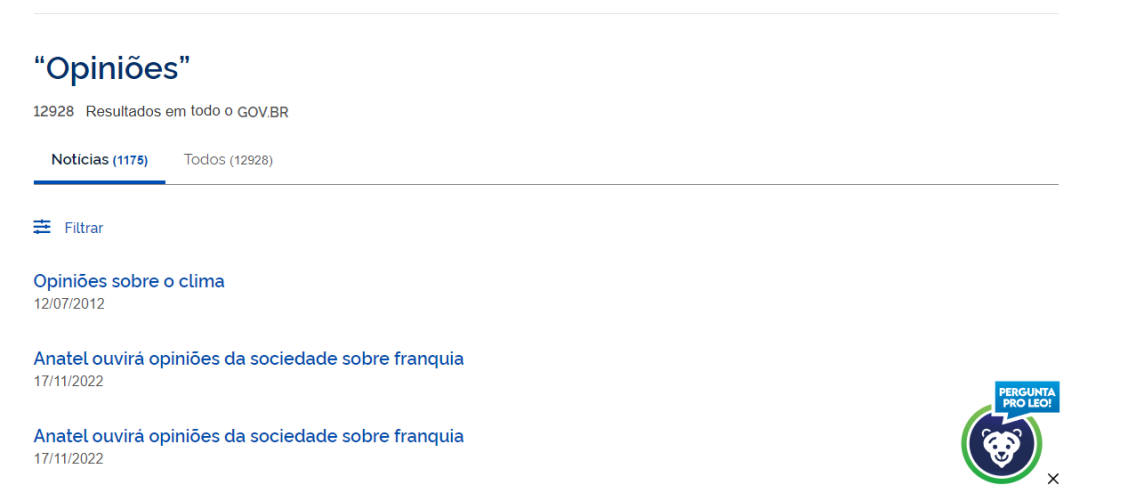 “Opiniões”
12928 Resultados em todo o GOV.BR
Notícias (1175) Todos (12928)
Filtrar
Opiniões sobre o clima
12/07/2012
Anatel ouvirá opiniões da sociedade sobre franquia
17/11/2022
Anatel ouvirá opiniões da sociedade sobre franquia
17/11/2022
PERGUNTA
PRO LEO!